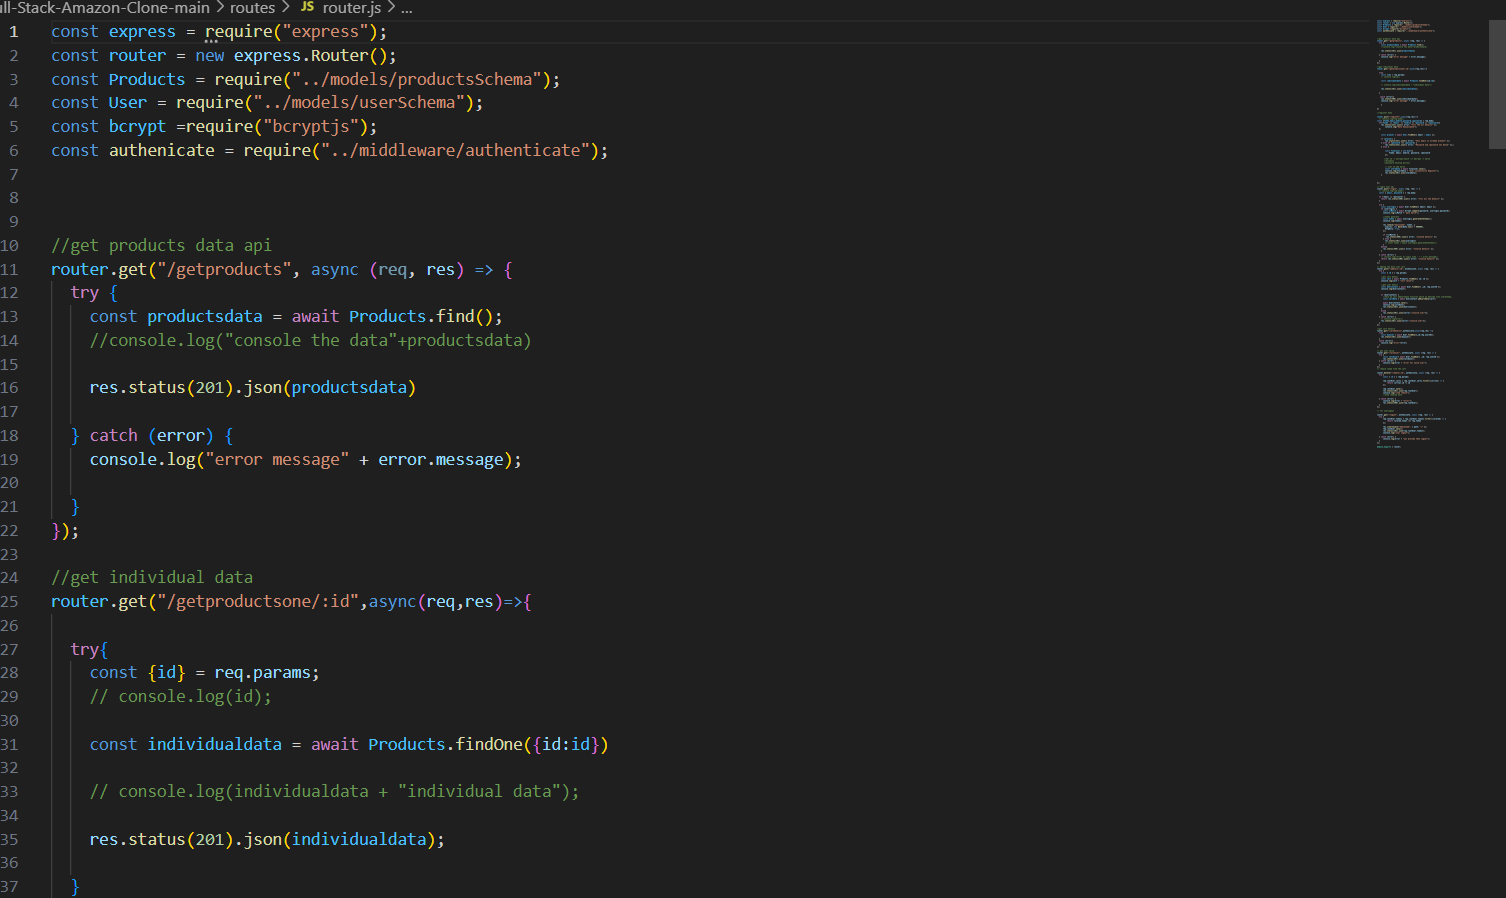 ull-Stack-Amazon-Clone-main > routes > JS router.js > ...
1 const express = require("express");
2 const router = new express.Router();
3 const Products = require("../models/productsSchema");
4 const User = require("../models/userSchema");
5 const bcrypt =require("bcryptjs");
6 const authenicate = require("../middleware/authenticate");
7
8
9
10 //get products data api
11 router.get("/getproducts", async (req, res) => {
12 try {
13 const productsdata = await Products.find();
14 //console.log("console the data"+productsdata)
15
16 res.status(201).json(productsdata)
17
18 } catch (error) {
19 console.log("error message" + error.message);
20
21 }
22 });
23
24 //get individual data
25 router.get("/getproductsone/:id",async(req,res)=>{
26
27 try{
28 const {id} = req.params;
29 // console.log(id);
30
31 const individualdata = await Products.findOne({id:id})
32
33 // console.log(individualdata + "individual data");
34
35 res.status(201).json(individualdata);
36
37 }